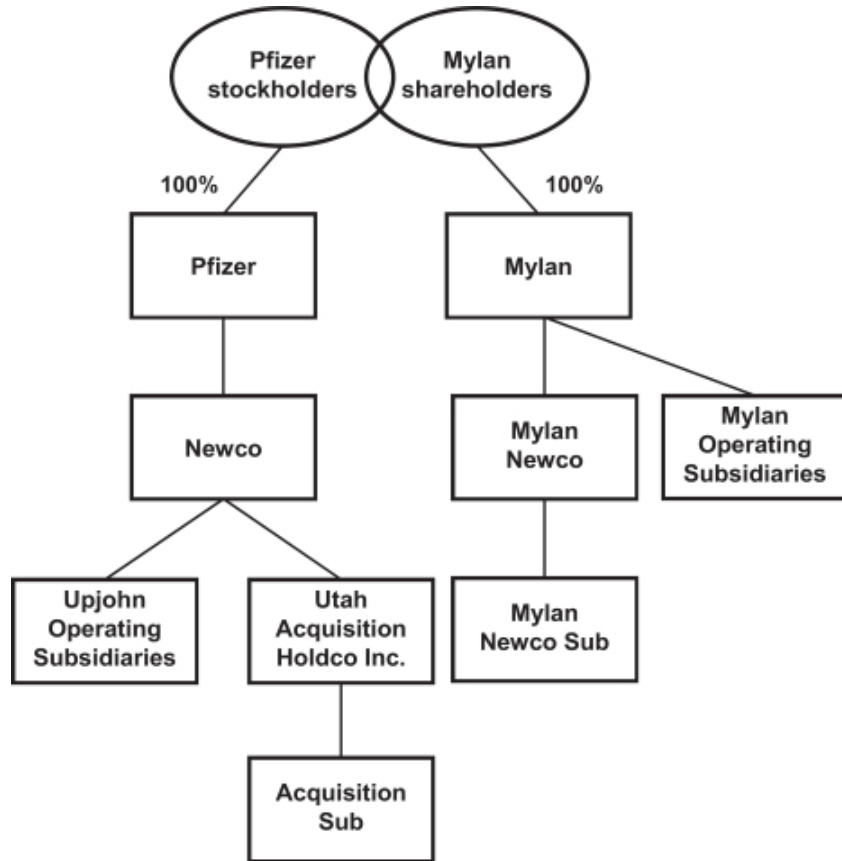 Pfizer
stockholders
Mylan
shareholders
100%
100%
Pfizer
Mylan
Newco
Mylan
Newco
Mylan
Operating
Subsidiaries
Upjohn
Operating
Subsidiaries
Utah
Acquisition
Holdco Inc.
Mylan
Newco Sub
Acquisition
Sub